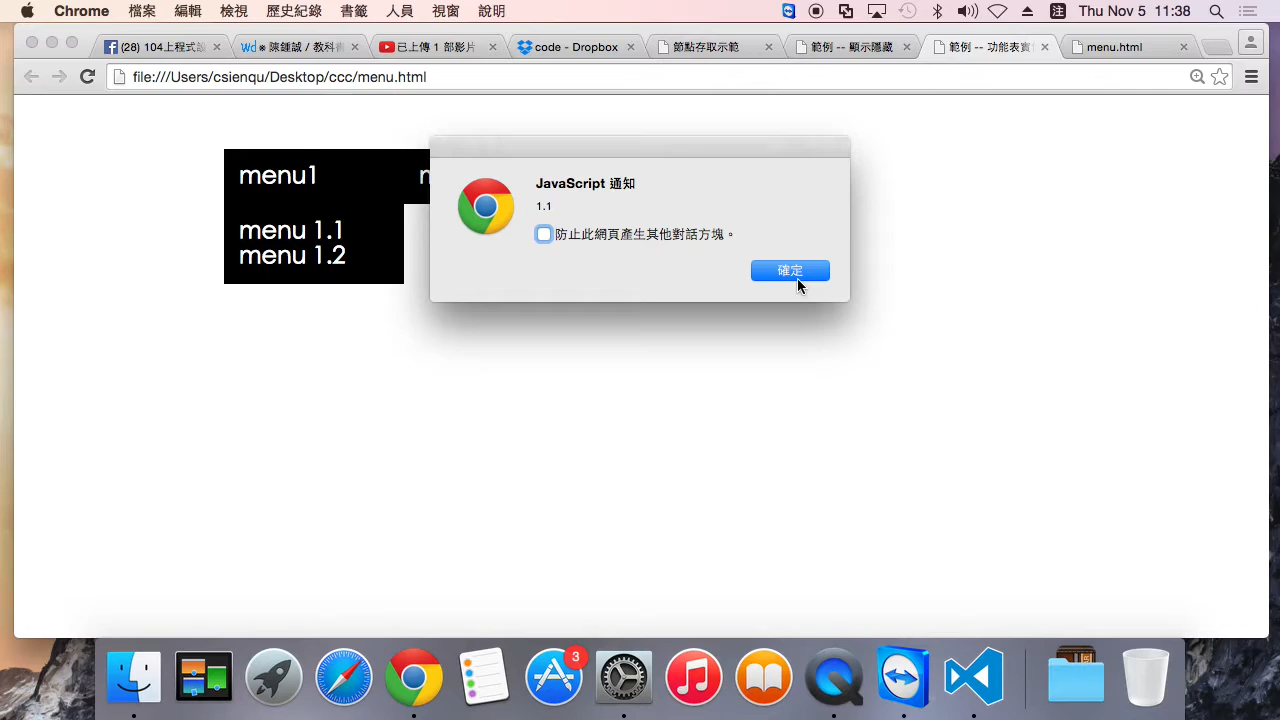 Chrome 檔案 編輯 檢視 歷史紀錄 書籤 人員 視窗 說明 注 Thu Nov 5 11:38
(28) 104上程式設 ※ 陳鍾誠 / 教科書 已上傳 1 部影片 code - Dropbox 節點存取示範 範例 -- 顯示隱藏 範例 -- 功能表實 menu.html
file:///Users/csienqu/Desktop/ccc/menu.html
menu1
menu 1.1
menu 1.2
JavaScript 通知
1.1
防止此網頁產生其他對話方塊。
確定
3